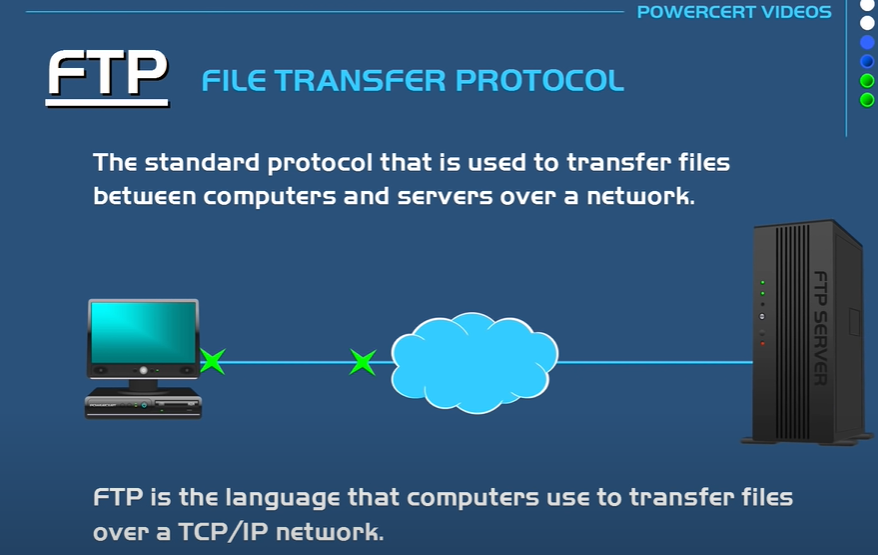 POWERCERT VIDEOS
FTP FILE TRANSFER PROTOCOL
The standard protocol that is used to transfer files
between computers and servers over a network.
FTP SERVER
FTP is the language that computers use to transfer files
over a TCP/IP network.